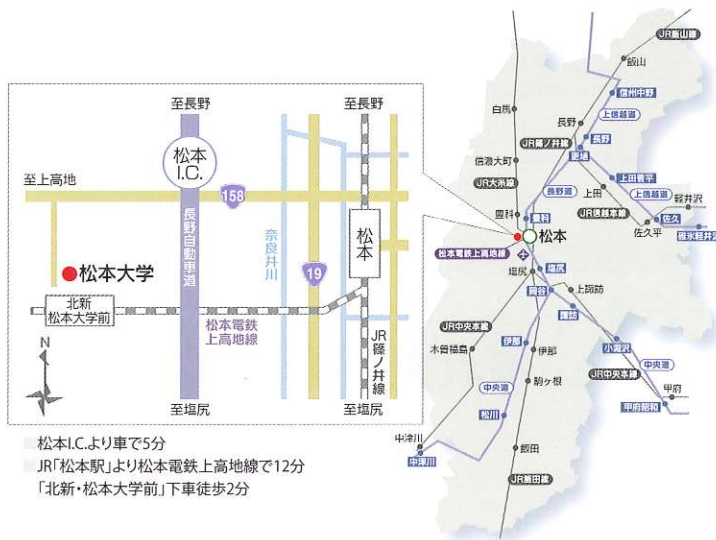 至長野
至長野
松本
I.C.
至上高地
158
長野自動車道
奈良井川
19
松本
松本大学
北新
松本大学前
松本電鉄
上高地線
JR篠ノ井線
N
至塩尻
至塩尻
松本I.C.より車で5分
JR「松本駅」より松本電鉄上高地線で12分
「北新・松本大学前」下車徒歩2分
JR飯山線
飯山
信州中野
白馬
長野
上信越道
JR篠ノ井線
長野
更埴
信濃大町
上田菅平
JR大糸線
長野道
上田
上信越道
軽井沢
豊科
豊科
JR信越本線
佐久
佐久平
碓氷軽井沢
松本
松本電鉄上高地線
塩尻
塩尻
上諏訪
岡谷
諏訪
JR中央本線
伊那
小淵沢
木曽福島
伊那
中央道
JR中央本線
甲府
駒ヶ根
中央道
甲府昭和
松川
中津川
飯田
中津川
JR飯田線